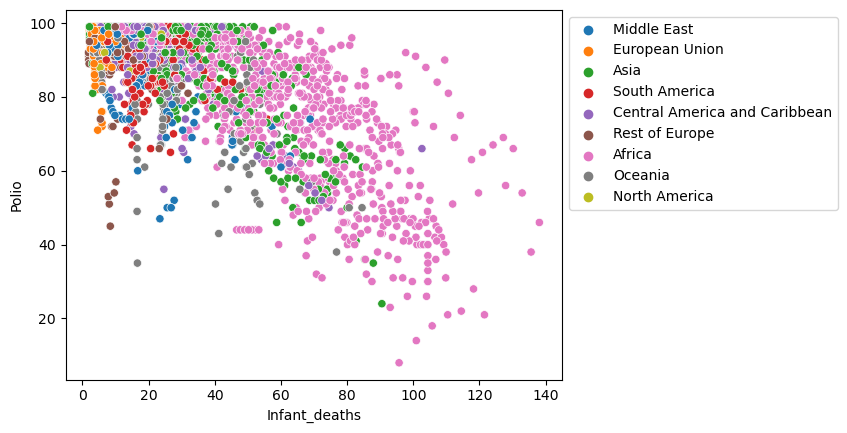 100
80
60
40
20
Polio
0
20
40
60
80
100
120
140
Infant_deaths
Middle East
European Union
Asia
South America
Central America and Caribbean
Rest of Europe
Africa
Oceania
North America